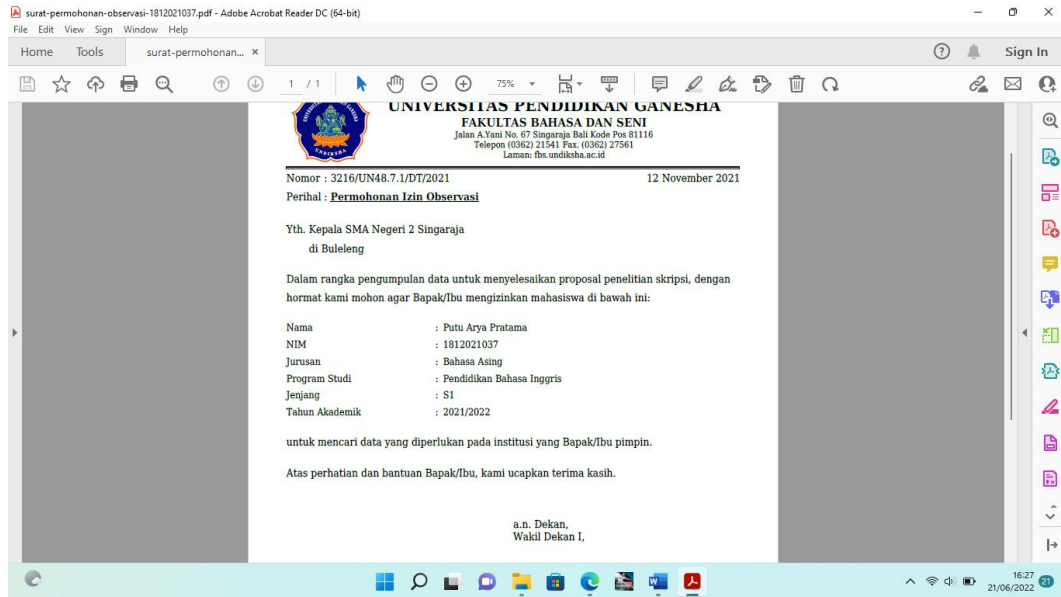 surat-permohonan-observasi-1812021037.pdf - Adobe Acrobat Reader DC (64-bit)
File Edit View Sign Window Help
Home Tools surat-permohonan... × Sign In
1 / 1 75%
UNIVERSITAS PENDIDIKAN GANESHA
FAKULTAS BAHASA DAN SENI
Jalan A.Yani No. 67 Singaraja Bali Kode Pos 81116
Telepon (0362) 21541 Fax. (0362) 27561
Laman: fbs.undiksha.ac.id
UNDIKSHA
Nomor : 3216/UN48.7.1/DT/2021 12 November 2021
Perihal : Permohonan Izin Observasi
Yth. Kepala SMA Negeri 2 Singaraja
di Buleleng
Dalam rangka pengumpulan data untuk menyelesaikan proposal penelitian skripsi, dengan
hormat kami mohon agar Bapak/Ibu mengizinkan mahasiswa di bawah ini:
Nama : Putu Arya Pratama
NIM : 1812021037
Jurusan : Bahasa Asing
Program Studi : Pendidikan Bahasa Inggris
Jenjang : S1
Tahun Akademik : 2021/2022
untuk mencari data yang diperlukan pada institusi yang Bapak/Ibu pimpin.
Atas perhatian dan bantuan Bapak/Ibu, kami ucapkan terima kasih.
a.n. Dekan,
Wakil Dekan I,
16:27
21/06/2022 21